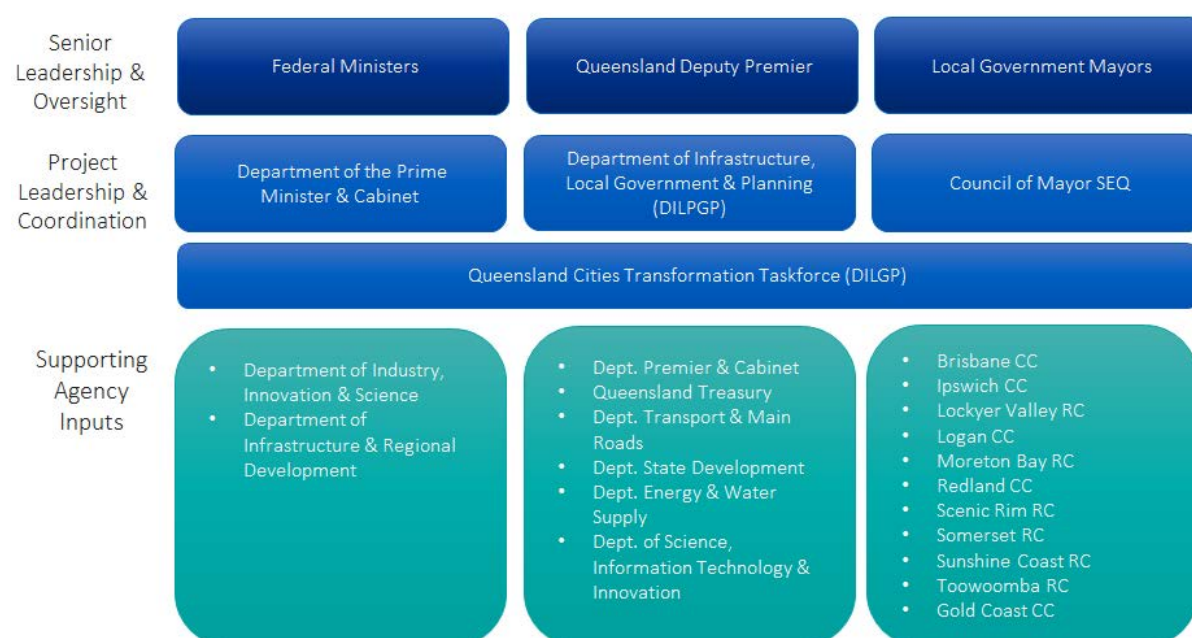 Senior
Leadership &
Oversight
Federal Ministers
Queensland Deputy Premier
Local Government Mayors
Project
Leadership &
Coordination
Department of the Prime
Minister & Cabinet
Department of Infrastructure,
Local Government & Planning
(DILPGP)
Council of Mayor SEQ
Queensland Cities Transformation Taskforce (DILGP)
Supporting
Agency
Inputs
• Department of Industry,
Innovation & Science
• Department of
Infrastructure & Regional
Development
• Dept. Premier & Cabinet
• Queensland Treasury
• Dept. Transport & Main
Roads
• Dept. State Development
• Dept. Energy & Water
Supply
• Dept. of Science,
Information Technology &
Innovation
• Brisbane CC
• Ipswich CC
• Lockyer Valley RC
• Logan CC
• Moreton Bay RC
• Redland CC
• Scenic Rim RC
• Somerset RC
• Sunshine Coast RC
• Toowoomba RC
• Gold Coast CC